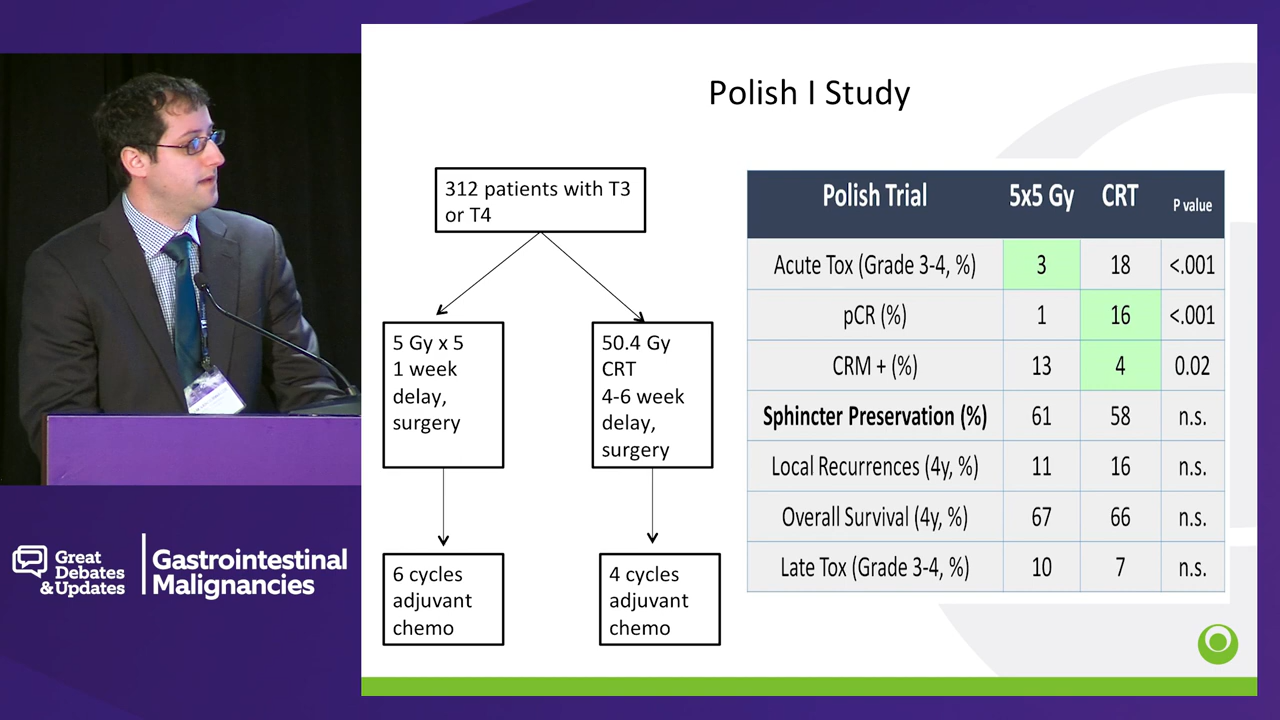 Polish I Study
312 patients with T3
or T4
5 Gy x 5
1 week
delay,
surgery
50.4 Gy
CRT
4-6 week
delay,
surgery
6 cycles
adjuvant
chemo
4 cycles
adjuvant
chemo
Polish Trial 5x5 Gy CRT P value
Acute Tox (Grade 3-4, %) 3 18 <.001
pCR (%) 1 16 <.001
CRM + (%) 13 4 0.02
Sphincter Preservation (%) 61 58 n.s.
Local Recurrences (4y, %) 11 16 n.s.
Overall Survival (4y, %) 67 66 n.s.
Late Tox (Grade 3-4, %) 10 7 n.s.
Great
Debates
& Updates
Gastrointestinal
Malignancies